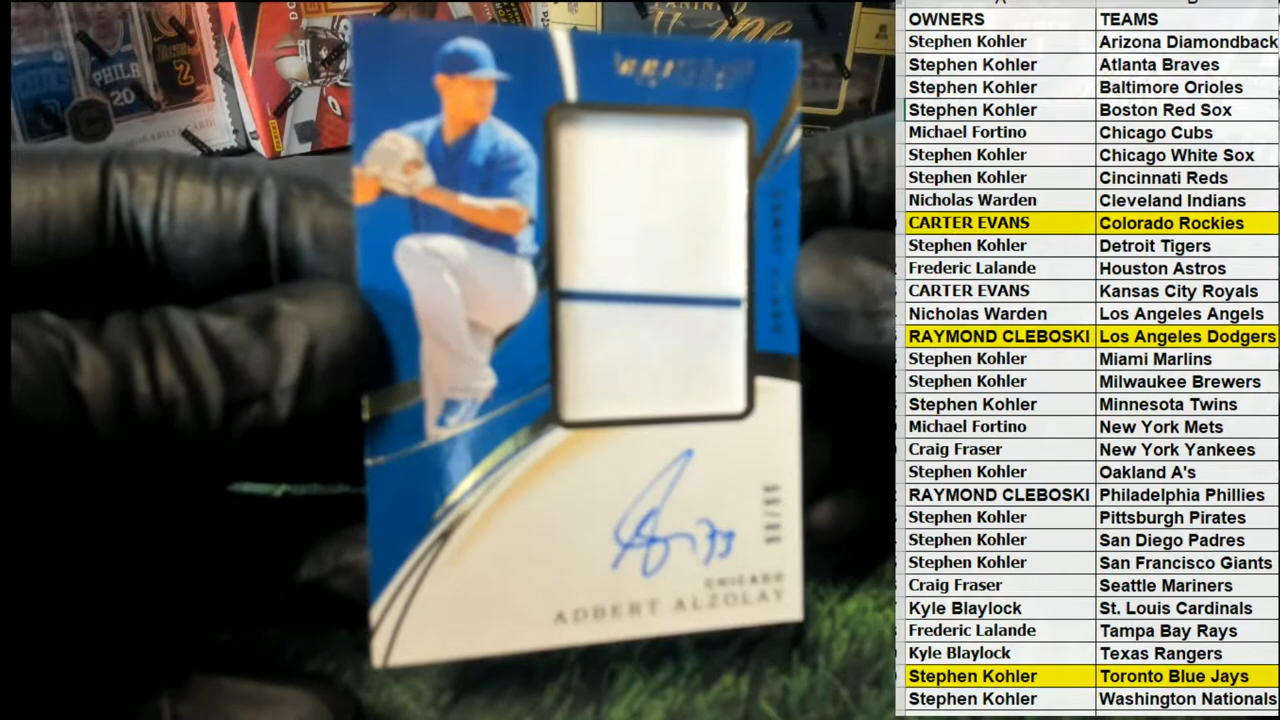 PHILA
20
2
PANINI
One
CHICAGO
ADBERT ALZOLAY
OWNERS TEAMS
Stephen Kohler Arizona Diamondback
Stephen Kohler Atlanta Braves
Stephen Kohler Baltimore Orioles
Stephen Kohler Boston Red Sox
Michael Fortino Chicago Cubs
Stephen Kohler Chicago White Sox
Stephen Kohler Cincinnati Reds
Nicholas Warden Cleveland Indians
CARTER EVANS Colorado Rockies
Stephen Kohler Detroit Tigers
Frederic Lalande Houston Astros
CARTER EVANS Kansas City Royals
Nicholas Warden Los Angeles Angels
RAYMOND CLEBOSKI Los Angeles Dodgers
Stephen Kohler Miami Marlins
Stephen Kohler Milwaukee Brewers
Stephen Kohler Minnesota Twins
Michael Fortino New York Mets
Craig Fraser New York Yankees
Stephen Kohler Oakland A's
RAYMOND CLEBOSKI Philadelphia Phillies
Stephen Kohler Pittsburgh Pirates
Stephen Kohler San Diego Padres
Stephen Kohler San Francisco Giants
Craig Fraser Seattle Mariners
Kyle Blaylock St. Louis Cardinals
Frederic Lalande Tampa Bay Rays
Kyle Blaylock Texas Rangers
Stephen Kohler Toronto Blue Jays
Stephen Kohler Washington Nationals